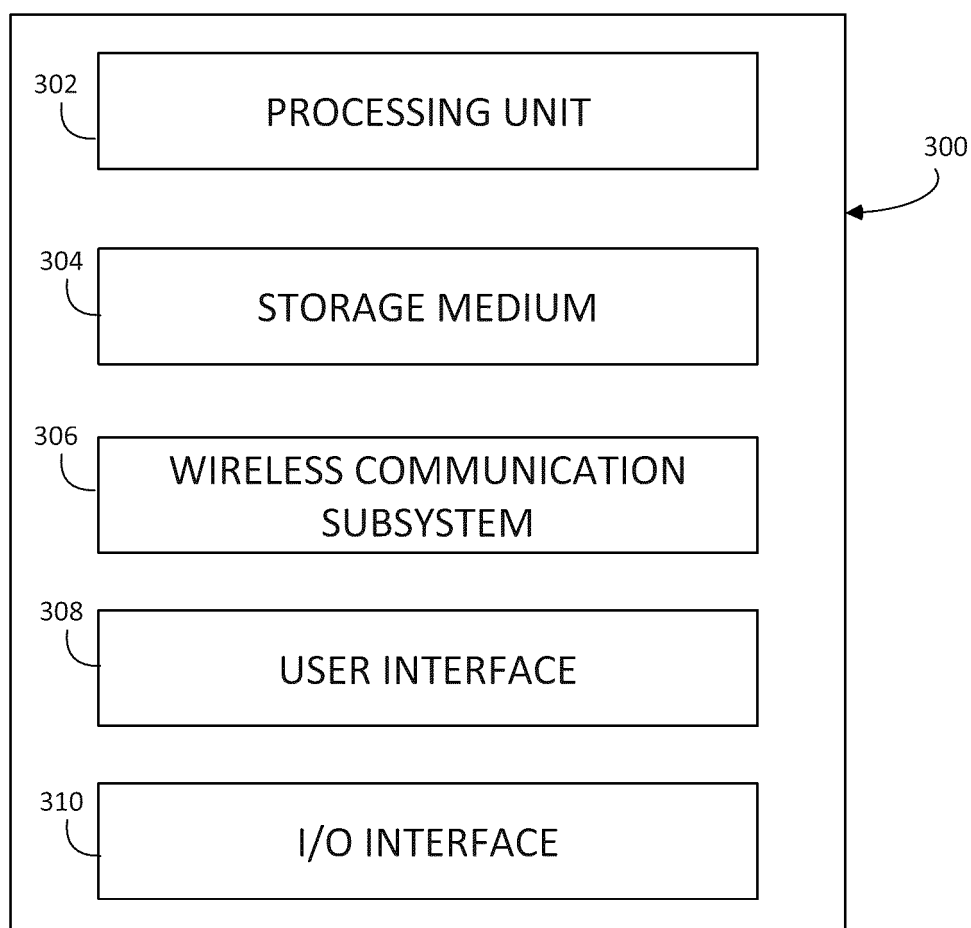 302
PROCESSING UNIT
300
304
STORAGE MEDIUM
306
WIRELESS COMMUNICATION
SUBSYSTEM
308
USER INTERFACE
310
I/O INTERFACE